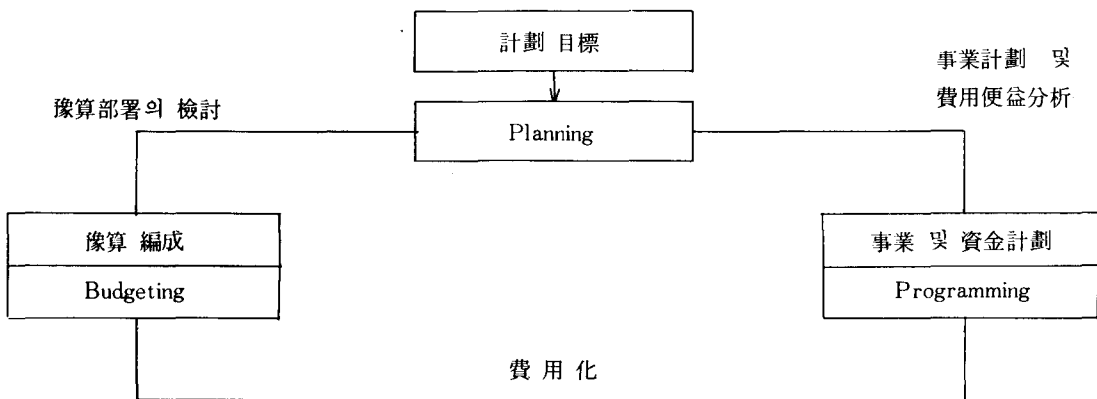 計劃 目標
事業計劃 및
費用便益分析
豫算部署의 檢討
Planning
豫算 編成
Budgeting
事業 및 資金計劃
Programming
費 用 化